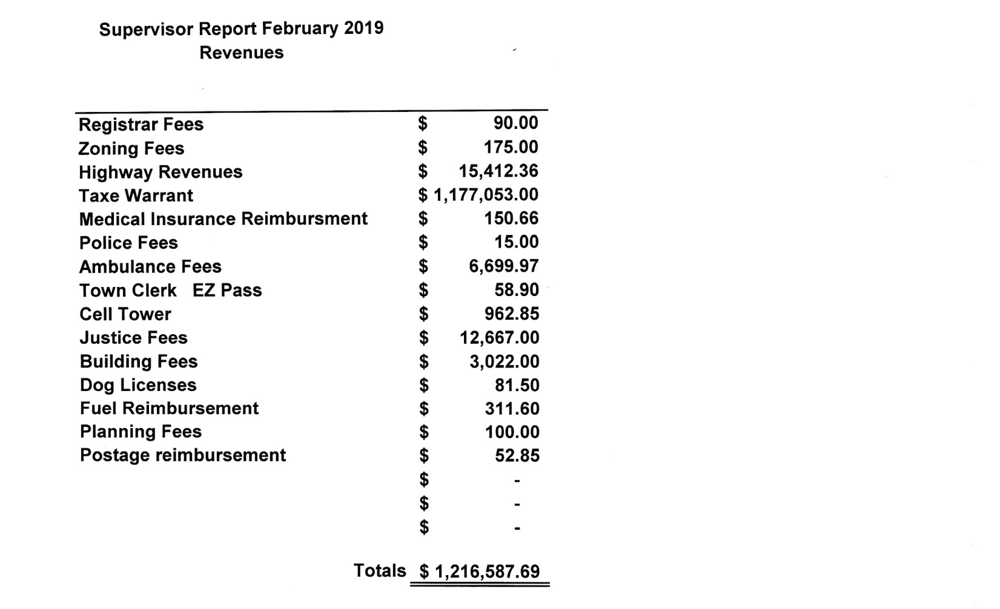 Supervisor Report February 2019
Revenues
Registrar Fees $ 90.00
Zoning Fees $ 175.00
Highway Revenues $ 15,412.36
Taxe Warrant $ 1,177,053.00
Medical Insurance Reimbursment $ 150.66
Police Fees $ 15.00
Ambulance Fees $ 6,699.97
Town Clerk EZ Pass $ 58.90
Cell Tower $ 962.85
Justice Fees $ 12,667.00
Building Fees $ 3,022.00
Dog Licenses $ 81.50
Fuel Reimbursement $ 311.60
Planning Fees $ 100.00
Postage reimbursement $ 52.85
$ -
$ -
$ -
Totals $ 1,216,587.69